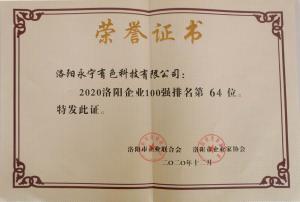 荣誉证书
洛阳永宁有色科技有限公司：
2020洛阳企业100强排名第 64 位。
特发此证。
洛阳市企业联合会 洛阳市企业家协会
二〇二〇年十二月